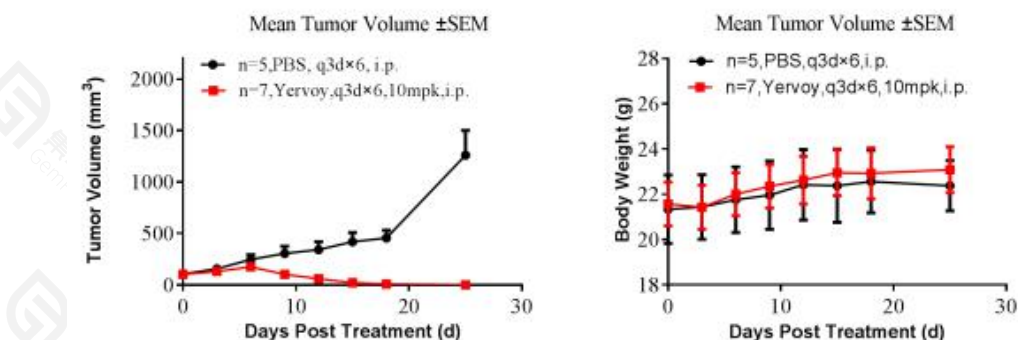 Mean Tumor Volume ±SEM
n=5,PBS, q3d×6, i.p.
n=7,Yervoy,q3d×6,10mpk,i.p.
Tumor Volume (mm³)
2000
1500
1000
500
0
0 10 20 30
Days Post Treatment (d)
Mean Tumor Volume ±SEM
n=5,PBS,q3d×6,i.p.
n=7,Yervoy,q3d×6,10mpk,i.p.
Body Weight (g)
28
26
24
22
20
18
0 10 20 30
Days Post Treatment (d)